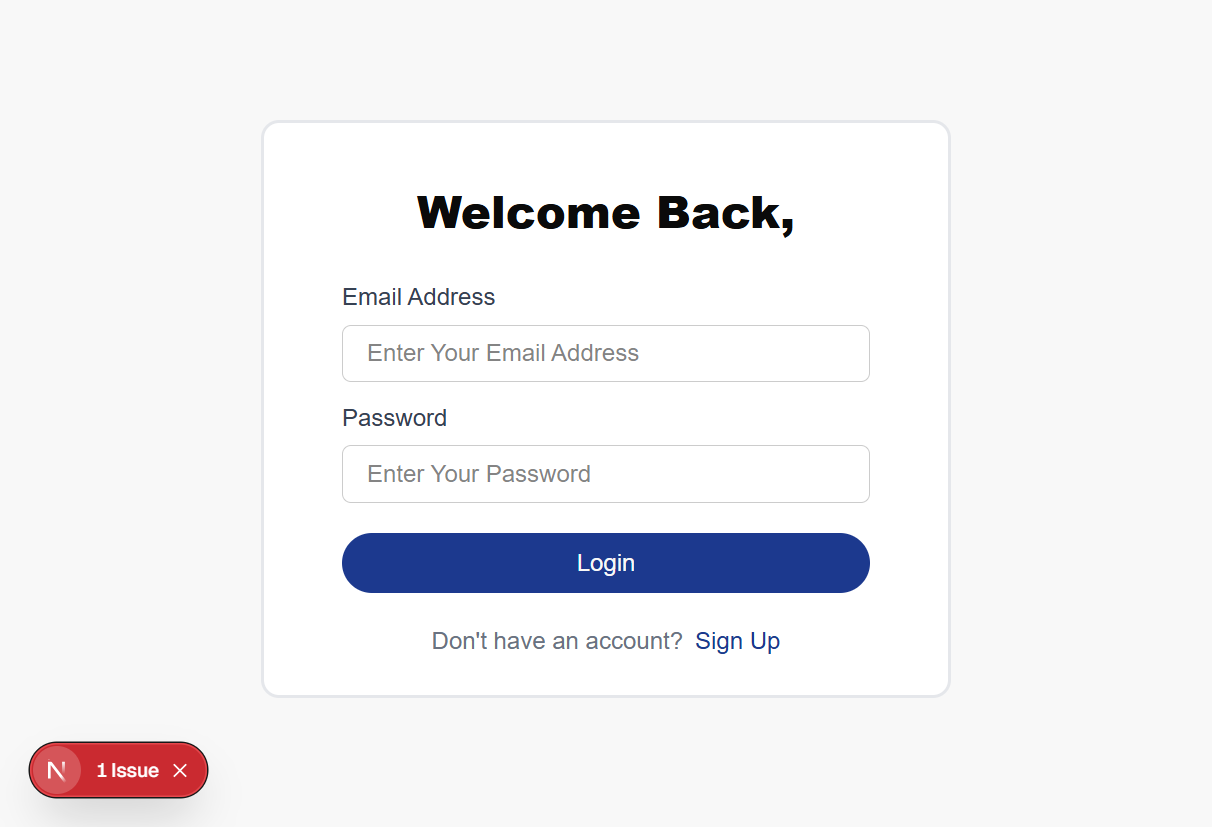 Welcome Back,
Email Address
Enter Your Email Address
Password
Enter Your Password
Login
Don't have an account? Sign Up
N 1 Issue